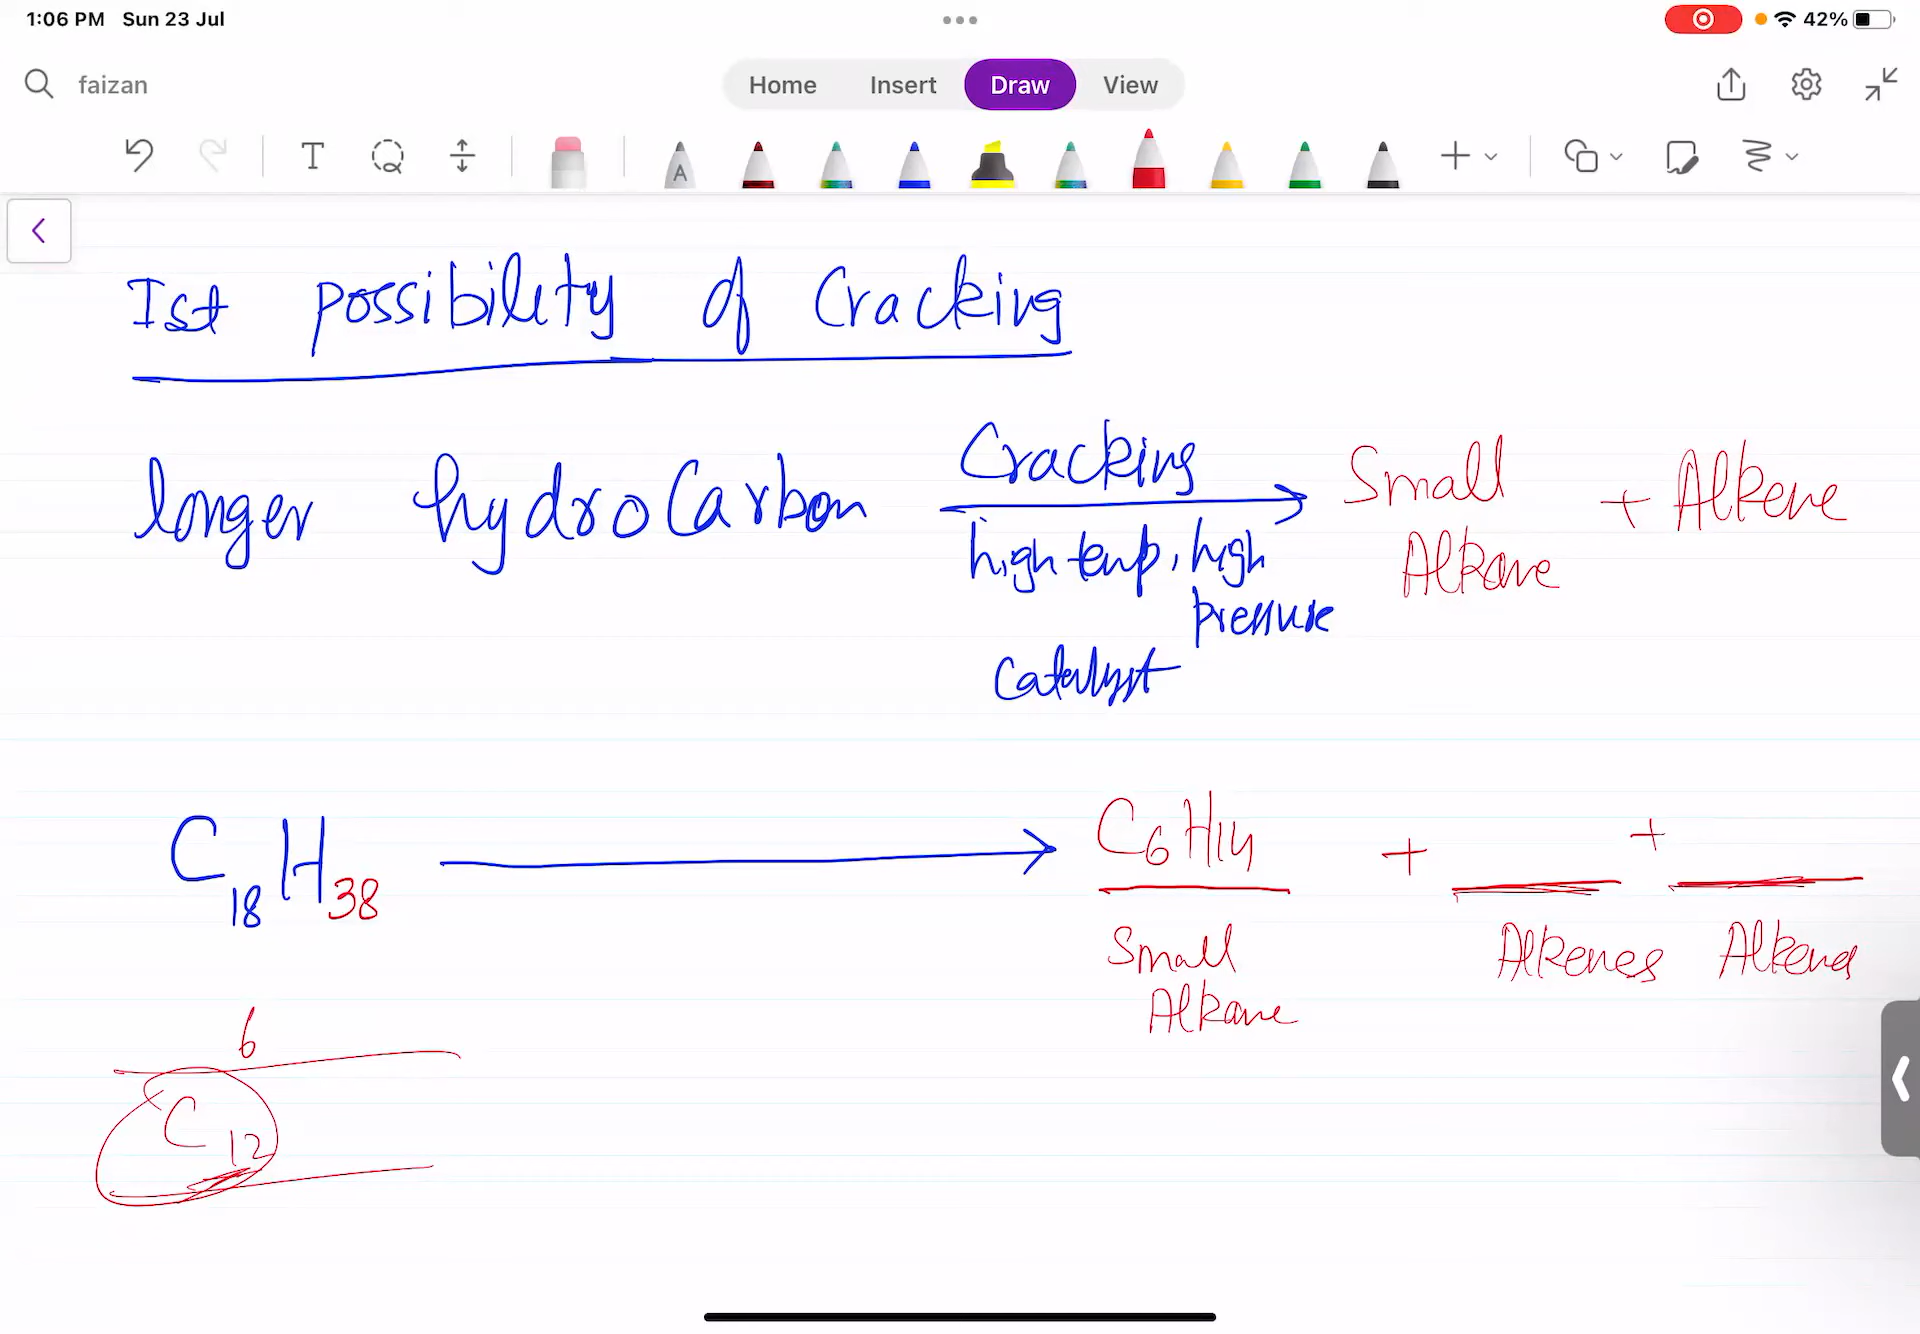 1:06 PM Sun 23 Jul
42%
faizan
Home Insert Draw View
T
A
Ist possibility of Cracking
longer hydroCarbon Cracking Small + Alkene
high temp, high Alkane
pressure
Catalyst
C18H38 C6H14 + +
Small Alkenes Alkenes
Alkane
6
C12